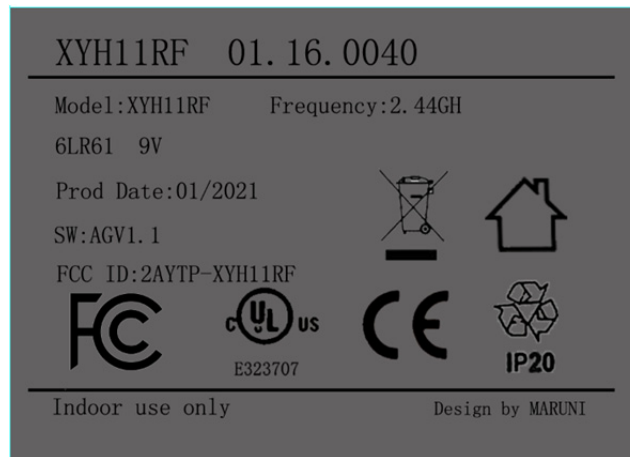 XYH11RF 01.16.0040
Model:XYH11RF Frequency:2.44GH
6LR61 9V
Prod Date:01/2021
SW:AGV1.1
FCC ID:2AYTP-XYH11RF
FC C UL US CE
E323707 IP20
Indoor use only Design by MARUNI